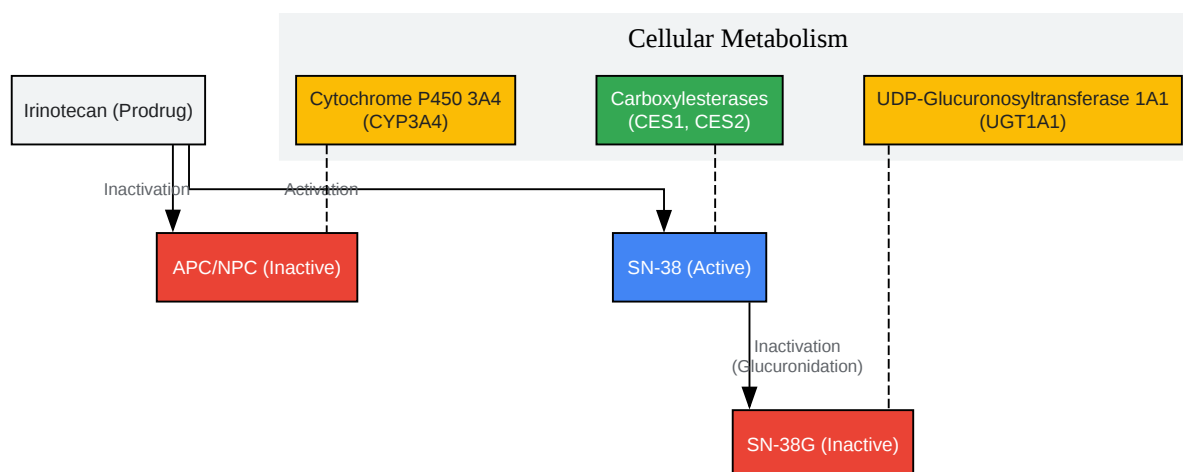 Cellular Metabolism
Irinotecan (Prodrug)
Cytochrome P450 3A4
(CYP3A4)
Carboxylesterases
(CES1, CES2)
UDP-Glucuronosyltransferase 1A1
(UGT1A1)
Inactivation
Activation
APC/NPC (Inactive)
SN-38 (Active)
Inactivation
(Glucuronidation)
SN-38G (Inactive)